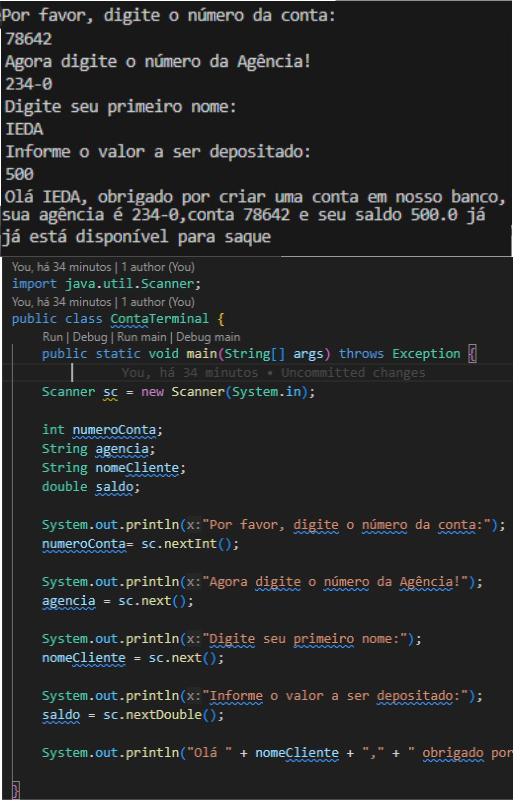 Por favor, digite o número da conta:
78642
Agora digite o número da Agência!
234-0
Digite seu primeiro nome:
IEDA
Informe o valor a ser depositado:
500
Olá IEDA, obrigado por criar uma conta em nosso banco,
sua agência é 234-0,conta 78642 e seu saldo 500.0 já
já está disponível para saque
You, há 34 minutos | 1 author (You)
import java.util.Scanner;
You, há 34 minutos | 1 author (You)
public class ContaTerminal {
Run | Debug | Run main | Debug main
public static void main(String[] args) throws Exception {
You, há 34 minutos • Uncommitted changes
Scanner sc = new Scanner(System.in);
int numeroConta;
String agencia;
String nomeCliente;
double saldo;
System.out.println(x:"Por favor, digite o número da conta:");
numeroConta= sc.nextInt();
System.out.println(x:"Agora digite o número da Agência!");
agencia = sc.next();
System.out.println(x:"Digite seu primeiro nome:");
nomeCliente = sc.next();
System.out.println(x:"Informe o valor a ser depositado:");
saldo = sc.nextDouble();
System.out.println("Olá " + nomeCliente + "," + " obrigado por
}